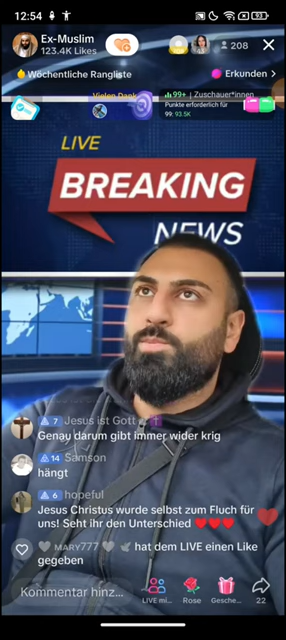 12:54
93
Ex-Muslim
123.4K Likes
208
Wöchentliche Rangliste
Erkunden >
Vielen Dank
99+ | Zuschauer*innen
Punkte erforderlich für
99: 93.5K
LIVE
BREAKING
NEWS
7 Jesus ist Gott
Genau darum gibt immer wider krig
14 Samson
hängt
6 hopeful
Jesus Christus wurde selbst zum Fluch für
uns! Seht ihr den Unterschied ❤️❤️❤️
MARY777 hat dem LIVE einen Like
gegeben
Kommentar hinz...
LIVE mi...
Rose
Gesche...
22